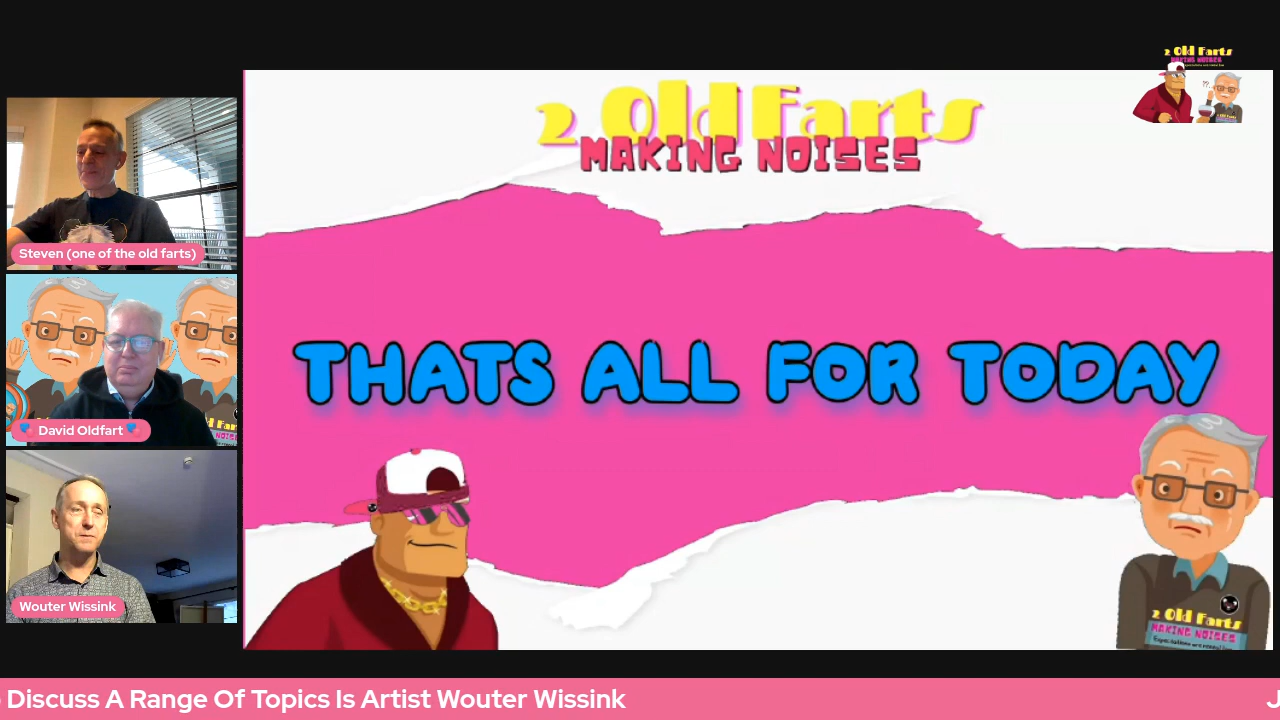 2 Old Farts
MAKING NOISES
2 Old Farts
MAKING NOISES
Steven (one of the old farts)
David Oldfart
Wouter Wissink
THATS ALL FOR TODAY
2 Old Farts
MAKING NOISES
Discuss A Range Of Topics Is Artist Wouter Wissink
J